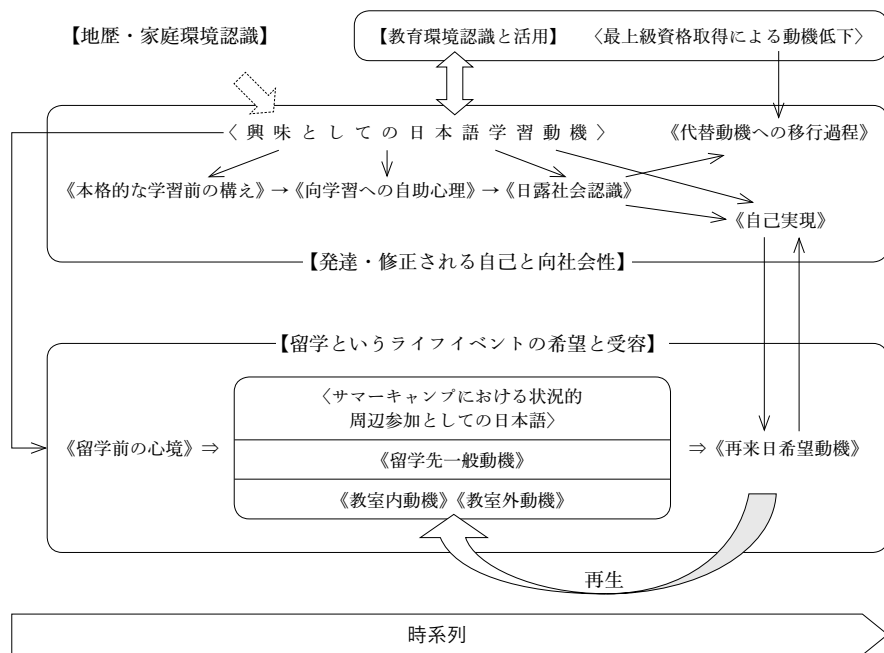 【地歴・家庭環境認識】
【教育環境認識と活用】 〈最上級資格取得による動機低下〉
〈興味としての日本語学習動機〉
《代替動機への移行過程》
《本格的な学習前の構え》→《向学習への自助心理》→《日露社会認識》
《自己実現》
【発達・修正される自己と向社会性】
【留学というライフイベントの希望と受容】
〈サマーキャンプにおける状況的
周辺参加としての日本語〉
《留学前の心境》⇒
《留学先一般動機》
⇒《再来日希望動機》
《教室内動機》《教室外動機》
再生
時系列